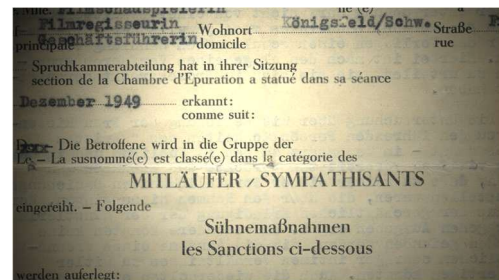 Filmschauspielerin
Filmregisseurin Wohnort Königsfeld/Schw. Straße
Geschäftsführerin domicile rue
principale
Spruchkammerabteilung hat in ihrer Sitzung
section de la Chambre d'Epuration a statué dans sa séance
Dezember 1949 erkannt:
comme suit:
Die Betroffene wird in die Gruppe der
Le – La susnommé(e) est classé(e) dans la catégorie des
MITLÄUFER / SYMPATHISANTS
eingereiht. – Folgende
Sühnemaßnahmen
les Sanctions ci-dessous
werden auferlegt: